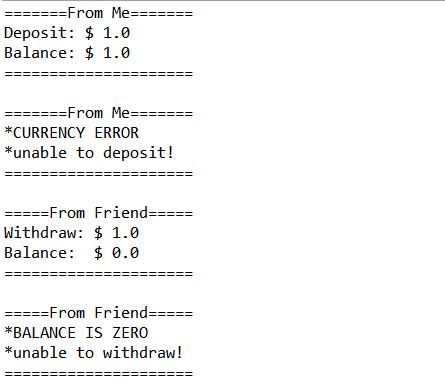 =======From Me=======
Deposit: $ 1.0
Balance: $ 1.0
=====================

=======From Me=======
*CURRENCY ERROR
*unable to deposit!
=====================

=====From Friend=====
Withdraw: $ 1.0
Balance:  $ 0.0
=====================

=====From Friend=====
*BALANCE IS ZERO
*unable to withdraw!
=====================